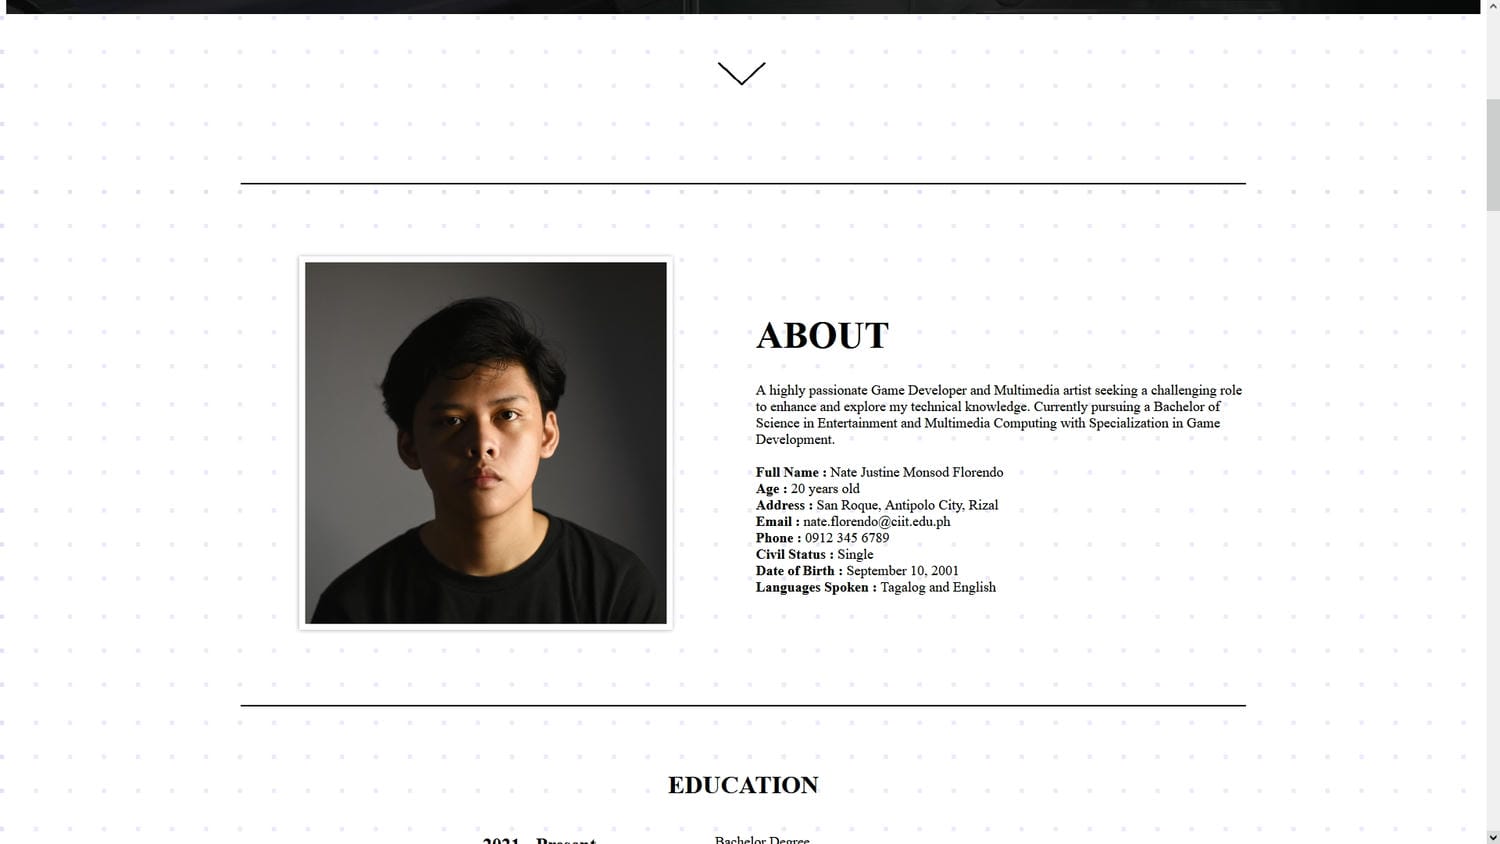 ABOUT
A highly passionate Game Developer and Multimedia artist seeking a challenging role
to enhance and explore my technical knowledge. Currently pursuing a Bachelor of
Science in Entertainment and Multimedia Computing with Specialization in Game
Development.
Full Name : Nate Justine Monsod Florendo
Age : 20 years old
Address : San Roque, Antipolo City, Rizal
Email : nate.florendo@ciit.edu.ph
Phone : 0912 345 6789
Civil Status : Single
Date of Birth : September 10, 2001
Languages Spoken : Tagalog and English
EDUCATION
2021 - Present
Bachelor Degree